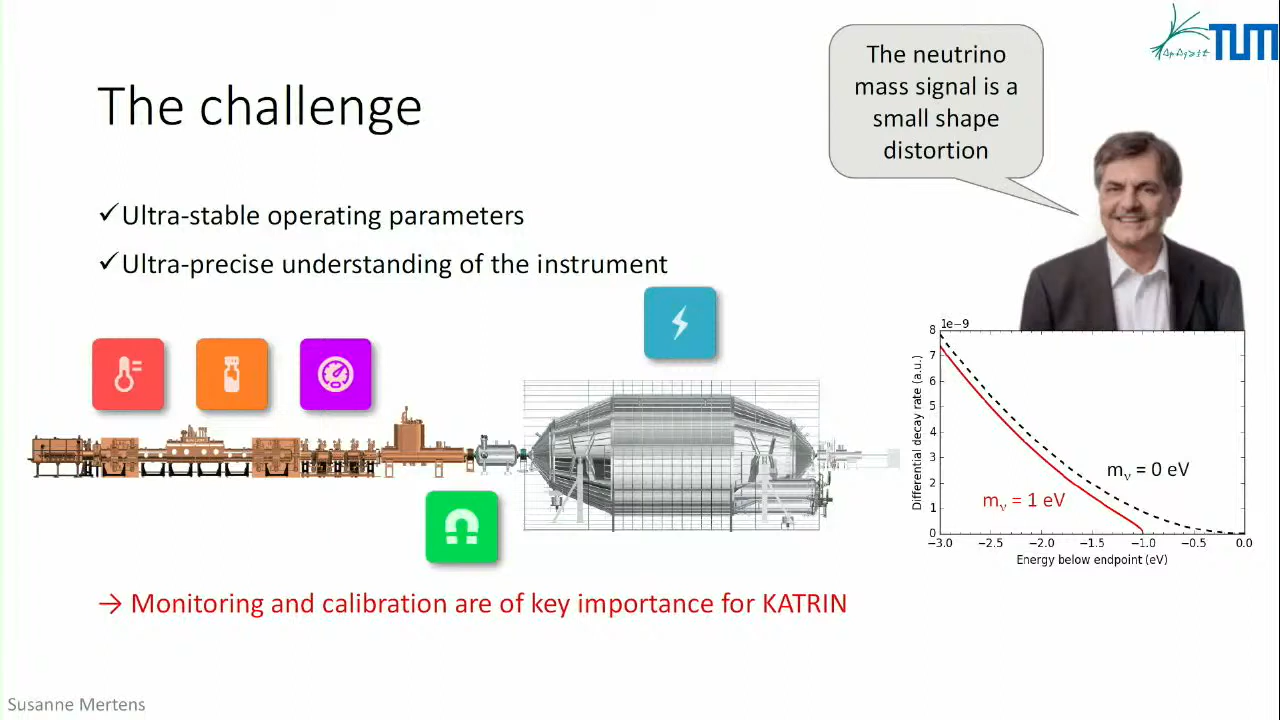 The neutrino
mass signal is a
small shape
distortion
TUM
The challenge
✓Ultra-stable operating parameters
✓Ultra-precise understanding of the instrument
1e−9
8
7
6
5
4
3
2
1
0
Differential decay rate (a.u.)
mν = 0 eV
mν = 1 eV
−3.0 −2.5 −2.0 −1.5 −1.0 −0.5 0.0
Energy below endpoint (eV)
→ Monitoring and calibration are of key importance for KATRIN
Susanne Mertens